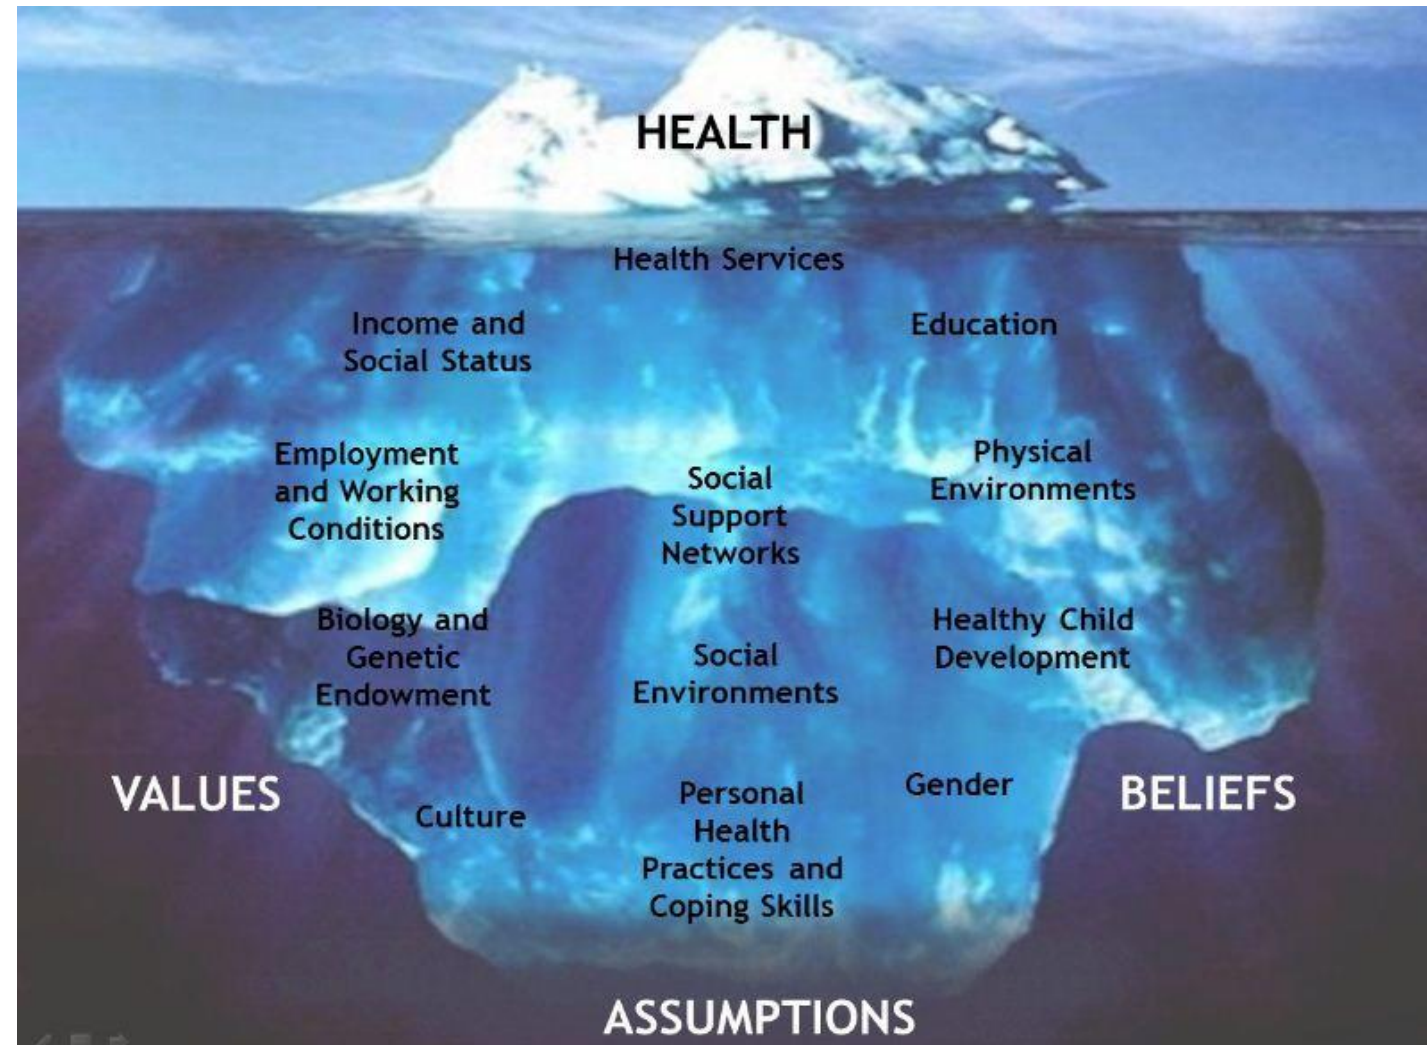 HEALTH
Health Services
Income and
Social Status
Education
Employment
and Working
Conditions
Social
Support
Networks
Physical
Environments
Biology and
Genetic
Endowment
Social
Environments
Healthy Child
Development
VALUES
Culture
Personal
Health
Practices and
Coping Skills
Gender
BELIEFS
ASSUMPTIONS